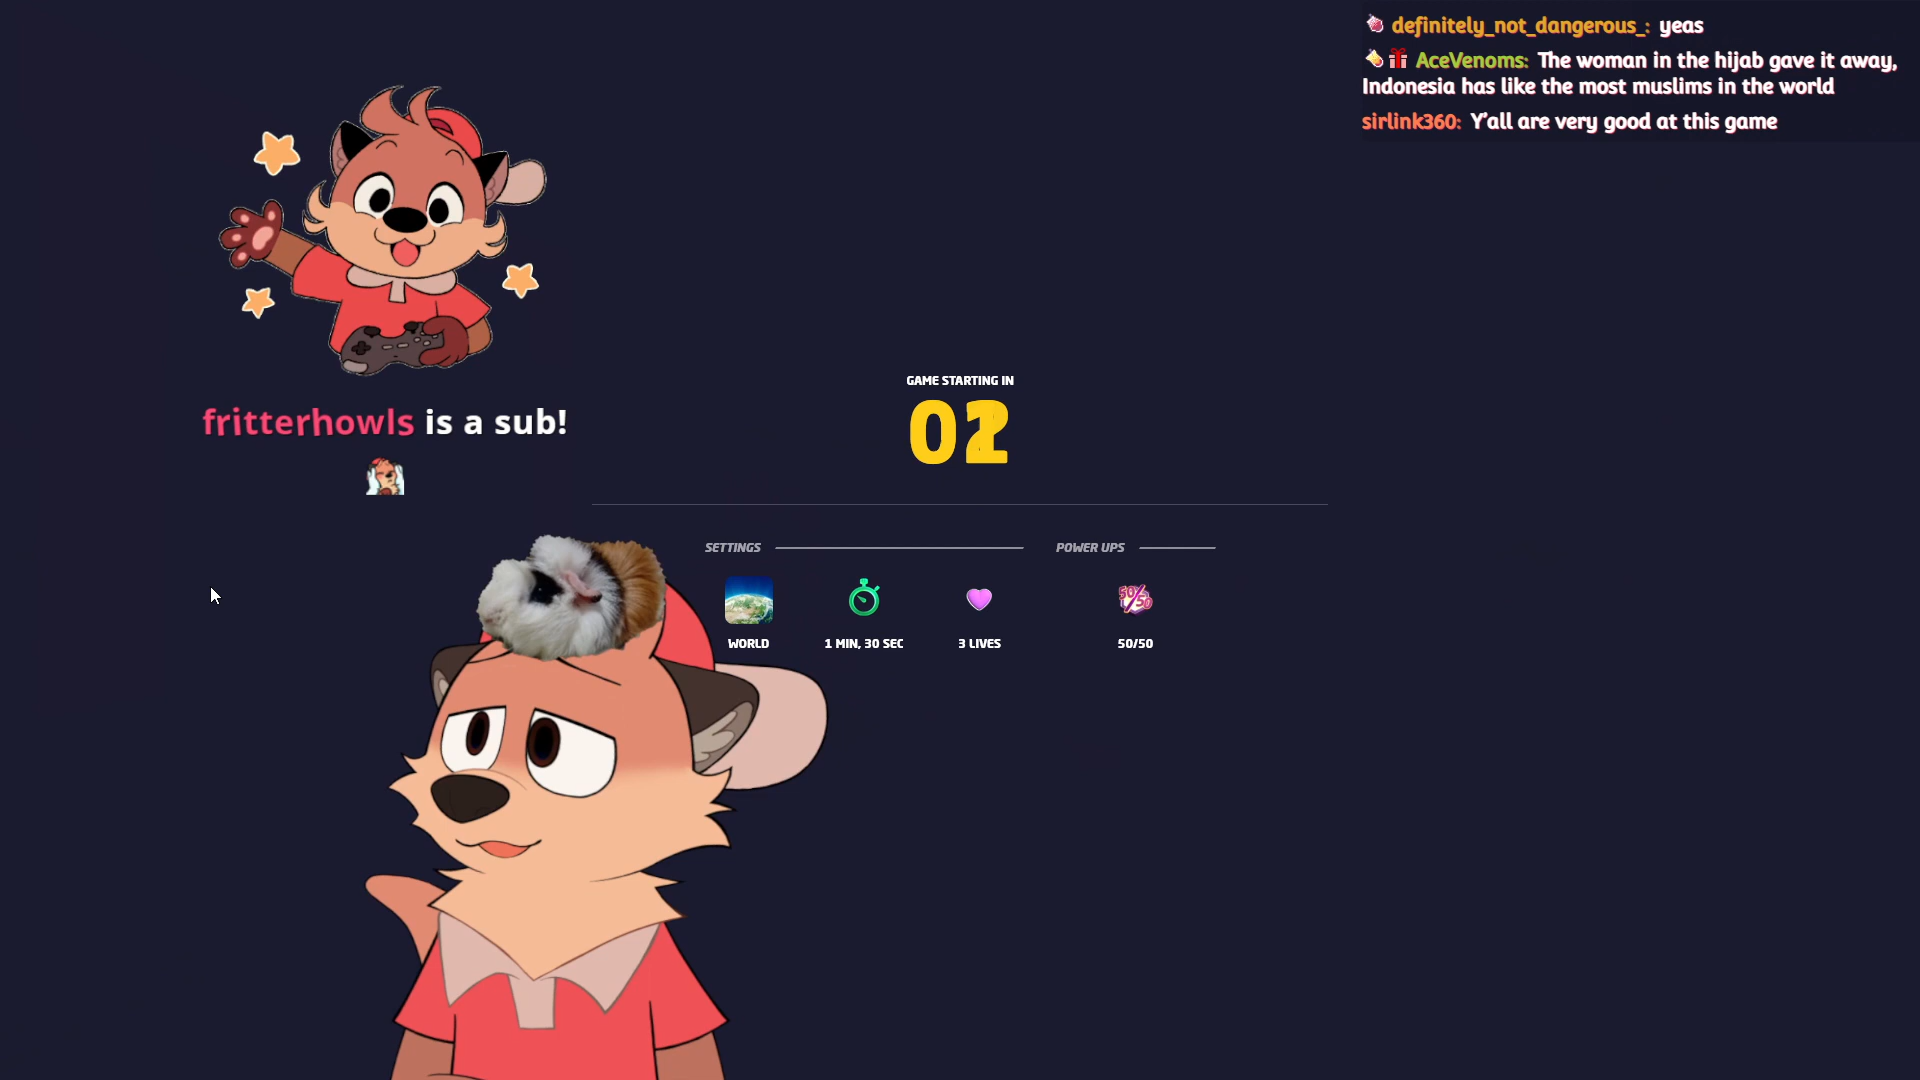 definitely_not_dangerous_: yeas
AceVenoms: The woman in the hijab gave it away,
Indonesia has like the most muslims in the world
sirlink360: Y'all are very good at this game
GAME STARTING IN
02
fritterhowls is a sub!
SETTINGS
POWER UPS
50/50
WORLD
1 MIN, 30 SEC
3 LIVES
50/50